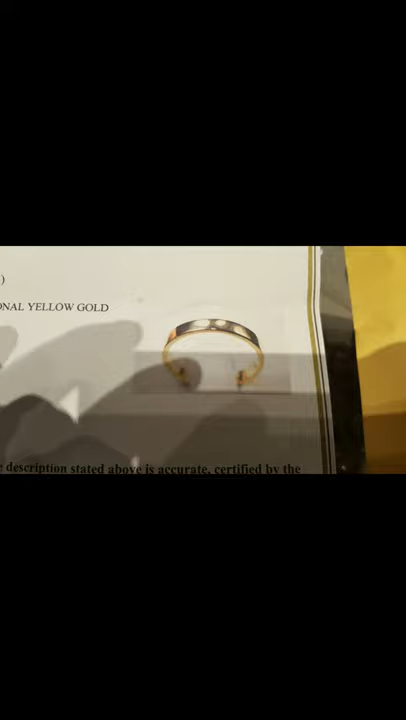 )
ONAL YELLOW GOLD
e description stated above is accurate, certified by the